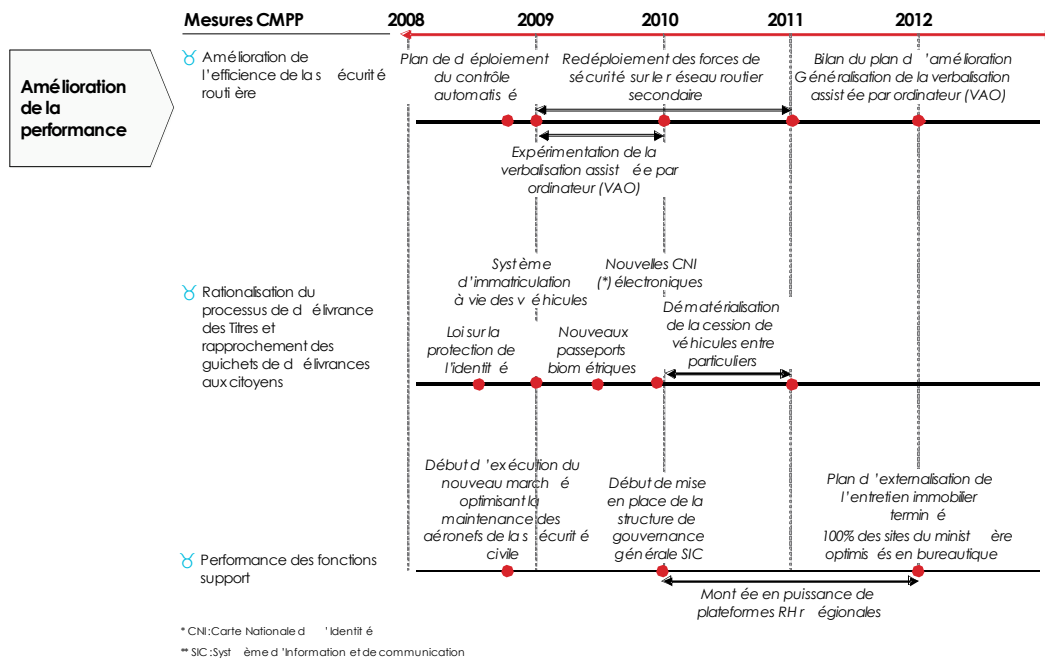 Mesures CMPP 2008 2009 2010 2011 2012
Amélioration
de la
performance
Amélioration de
l'efficience de la sécurité
routière
Plan de déploiement
du contrôle
automatisé
Redéploiement des forces de
sécurité sur le réseau routier
secondaire
Bilan du plan d'amélioration
Généralisation de la verbalisation
assistée par ordinateur (VAO)
Expérimentation de la
verbalisation assistée par
ordinateur (VAO)
Rationalisation du
processus de délivrance
des Titres et
rapprochement des
guichets de délivrances
aux citoyens
Système
d'immatriculation
à vie des véhicules
Nouvelles CNI
(*) électroniques
Loi sur la
protection de
l'identité
Nouveaux
passeports
biométriques
Dématérialisation
de la cession de
véhicules entre
particuliers
Performance des fonctions
support
Début d'exécution du
nouveau marché
optimisant la
maintenance des
aéronefs de la sécurité
civile
Début de mise
en place de la
structure de
gouvernance
générale SIC
Plan d'externalisation de
l'entretien immobilier
terminé
100% des sites du ministère
optimisés en bureautique
Montée en puissance de
plateformes RH régionales
* CNI:Carte Nationale d'Identité
** SIC:Système d'Information et de communication